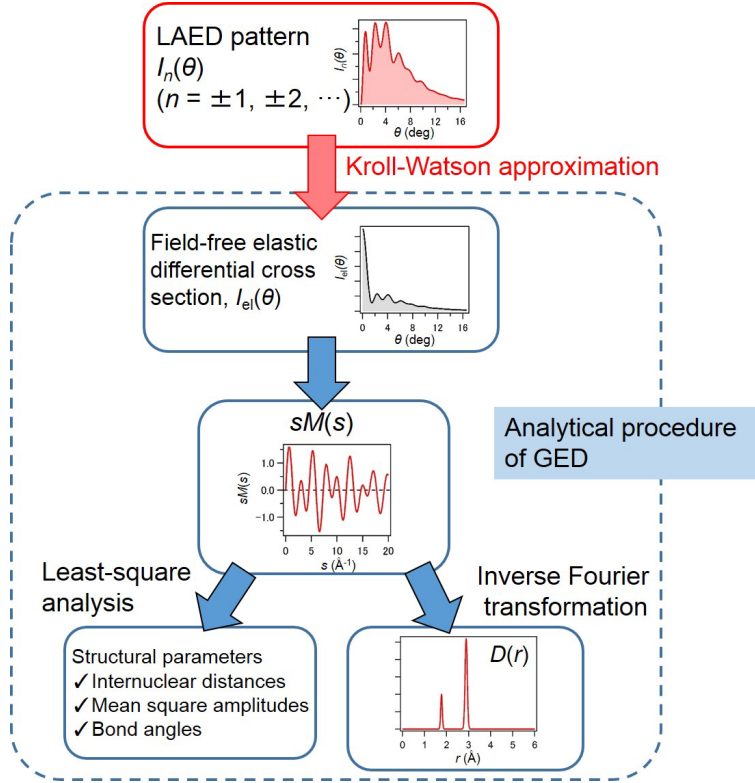 LAED pattern
Iₙ(θ)
(n = ±1, ±2, ⋯)
Iₙ(θ)
0 4 8 12 16
θ (deg)
Kroll-Watson approximation
Field-free elastic
differential cross
section, Iₑₗ(θ)
Iₑₗ(θ)
0 4 8 12 16
θ (deg)
sM(s)
sM(s)
1.0
0.0
−1.0
0 5 10 15 20
s (Å⁻¹)
Analytical procedure
of GED
Least-square
analysis
Inverse Fourier
transformation
Structural parameters
✓Internuclear distances
✓Mean square amplitudes
✓Bond angles
D(r)
0 1 2 3 4 5 6
r (Å)